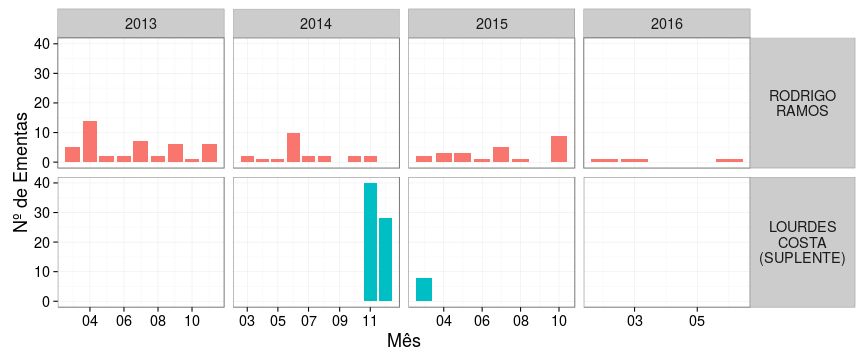 2013 2014 2015 2016
Nº de Ementas
40
30
20
10
0
RODRIGO
RAMOS
40
30
20
10
0
LOURDES
COSTA
(SUPLENTE)
04 06 08 10 03 05 07 09 11 04 06 08 10 03 05
Mês